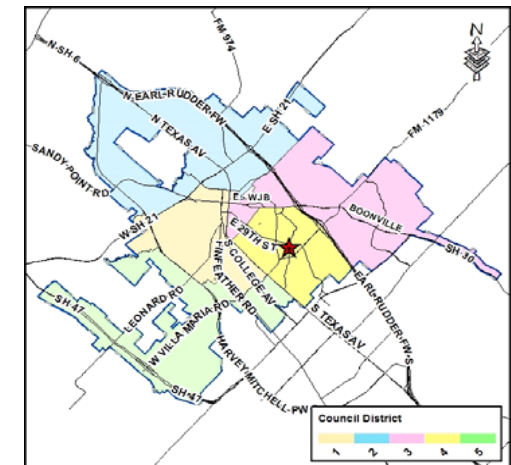 FM 974
N
N-SH-6
N-EARL-RUDDER-FW
E SH 21
N TEXAS-AV
FM-1179
SANDY-POINT-RD
E WJB
BOONVILLE
W-SH 21
E 29TH ST
SH-30
S-COLLEGE-AV
FINFEATHER RD
LEONARD RD
W VILLA MARIA RD
SH 47
EARL-RUDDER-FW-S
S TEXAS AV
HARVEY-MITCHELL-PW
SH-47
Council District
1 2 3 4 5